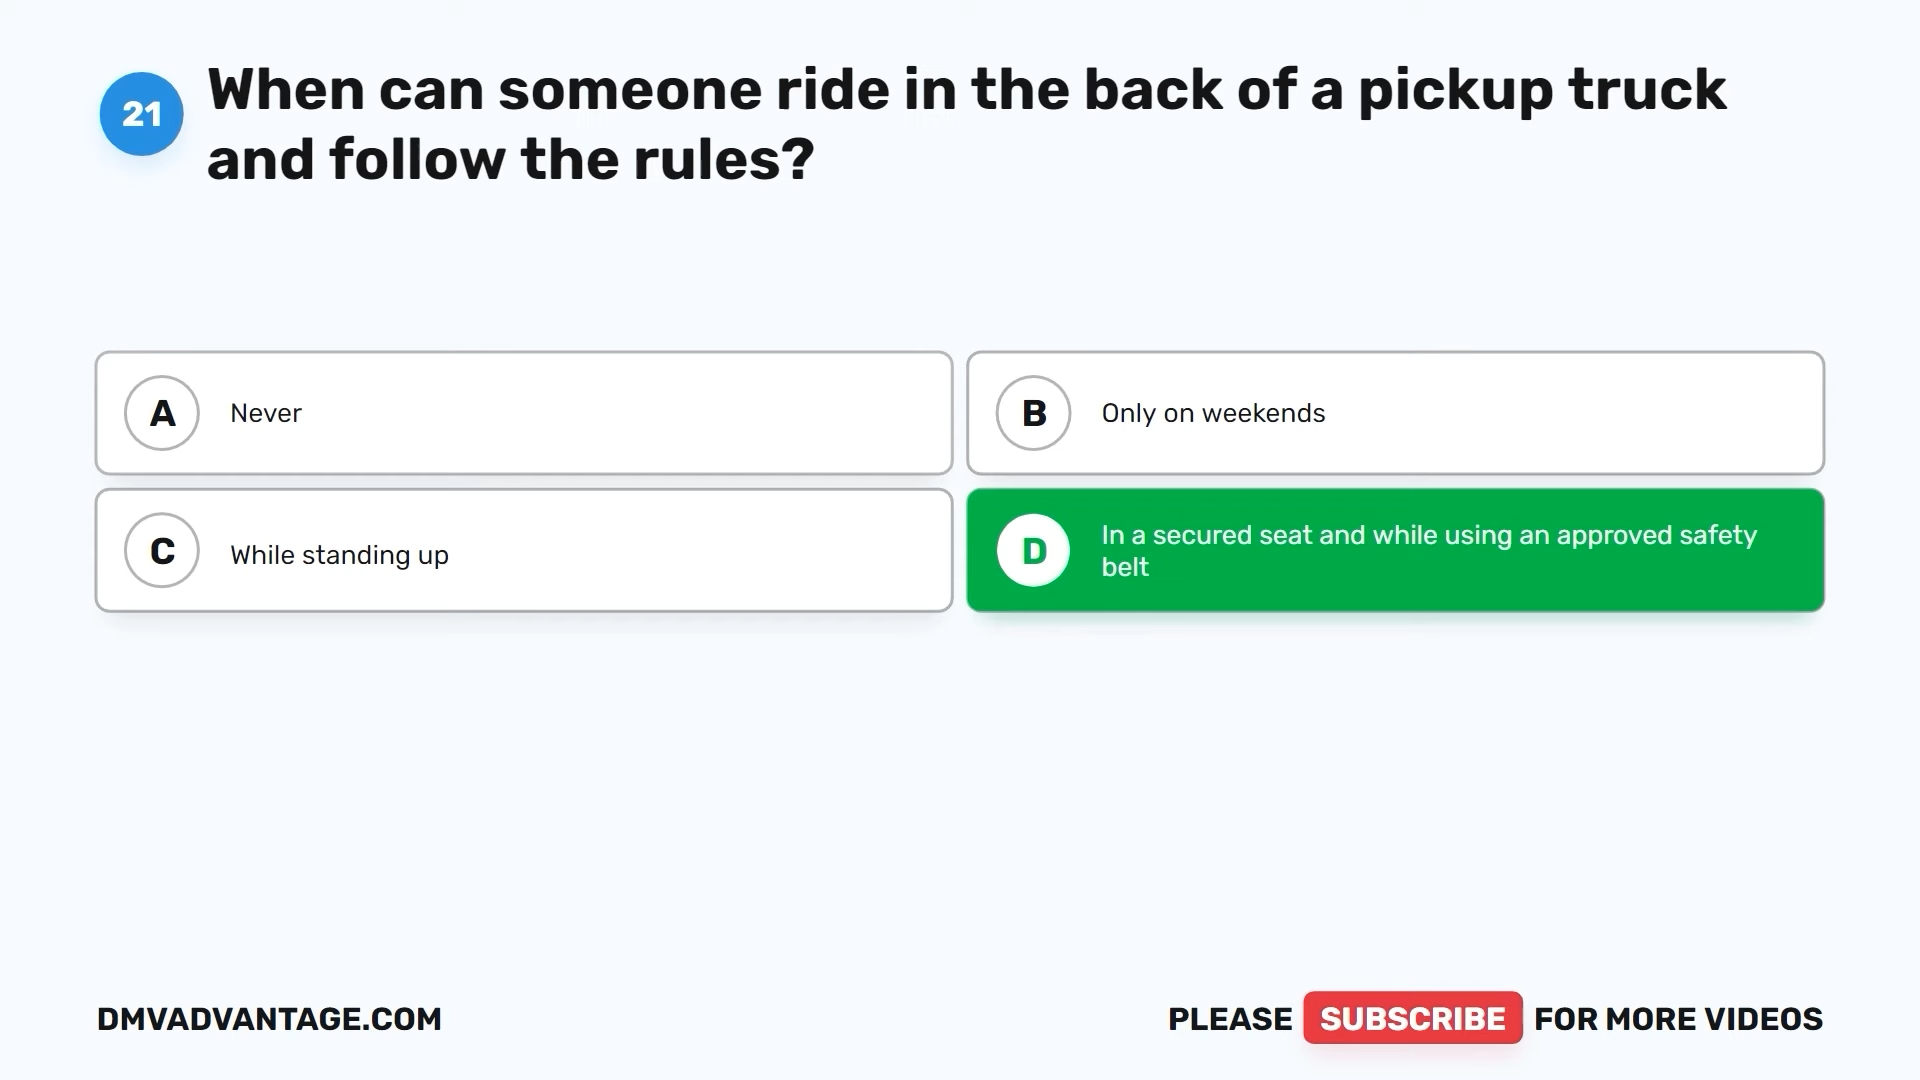 21
When can someone ride in the back of a pickup truck
and follow the rules?
A
Never
B
Only on weekends
C
While standing up
D
In a secured seat and while using an approved safety
belt
DMVADVANTAGE.COM
PLEASE SUBSCRIBE FOR MORE VIDEOS